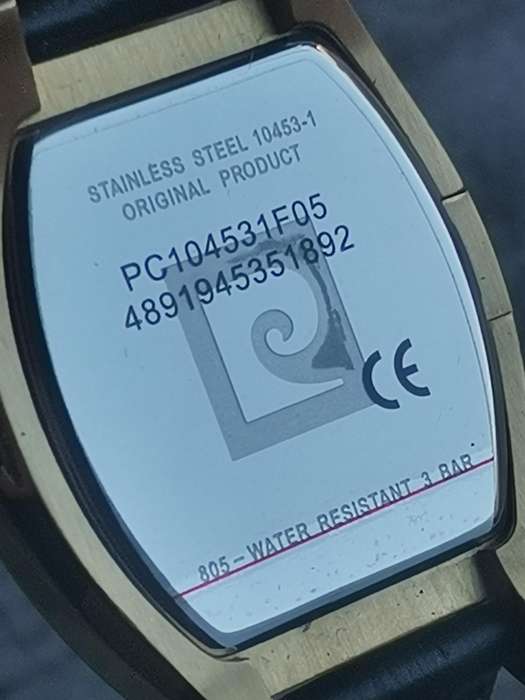 STAINLESS STEEL 10453-1
ORIGINAL PRODUCT
PC104531F05
4891945351892
CE
805-WATER RESISTANT 3 BAR